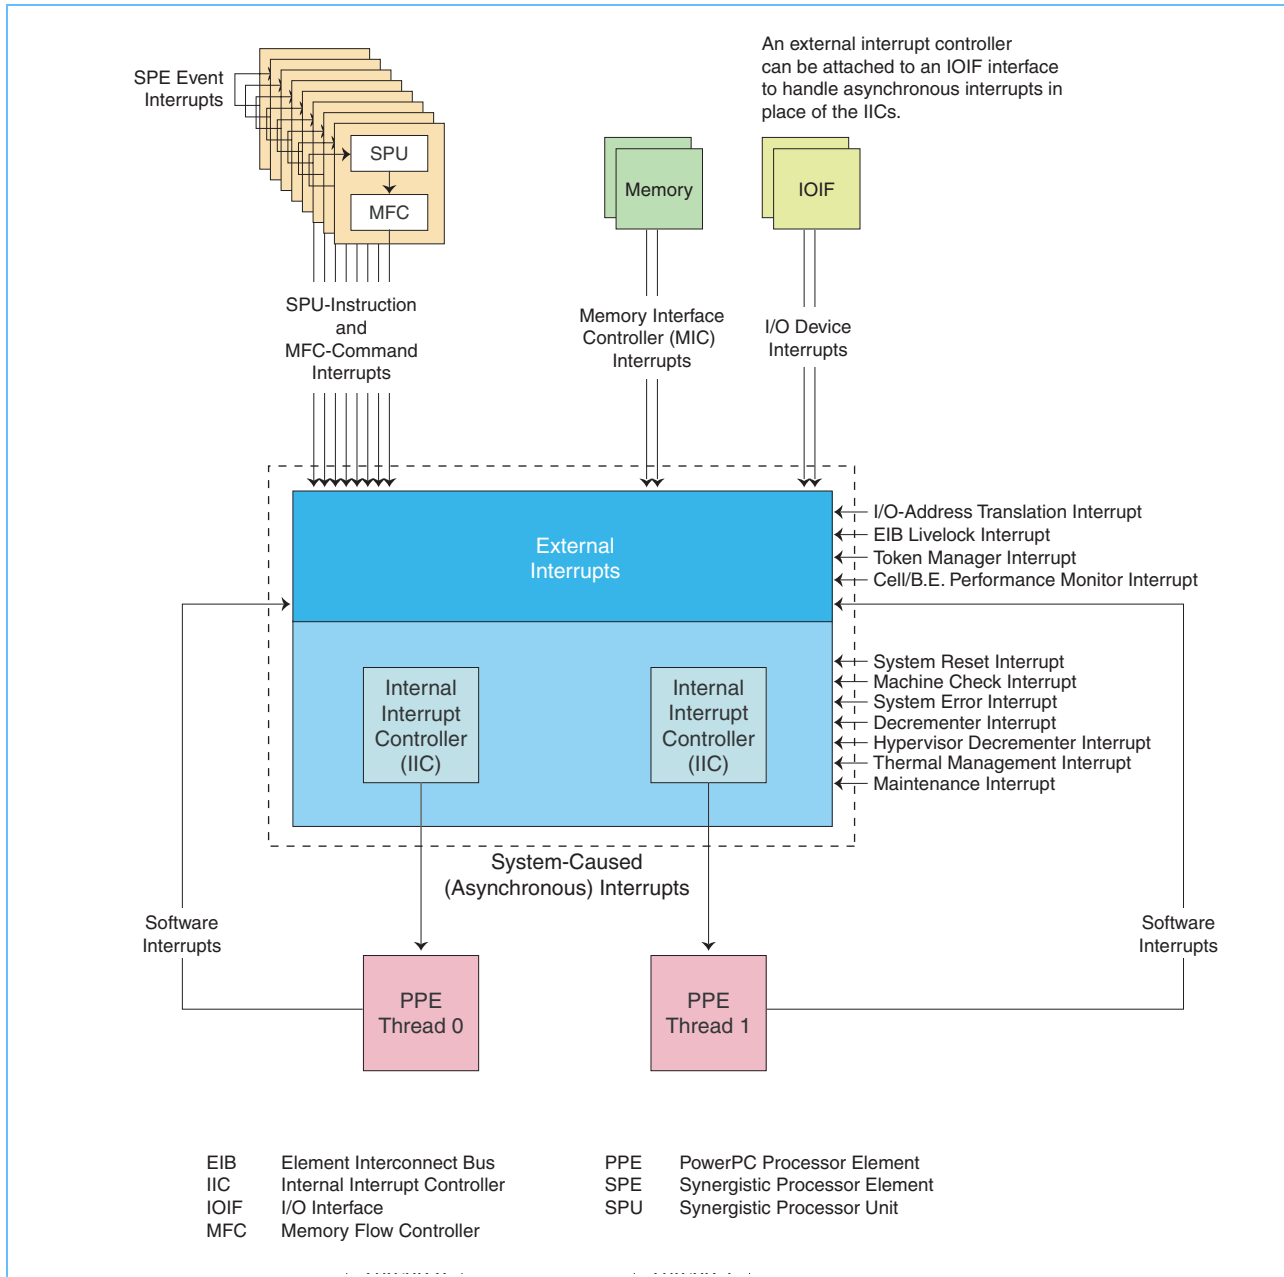 An external interrupt controller
can be attached to an IOIF interface
to handle asynchronous interrupts in
place of the IICs.
SPE Event
Interrupts
SPU
MFC
Memory
IOIF
SPU-Instruction
and
MFC-Command
Interrupts
Memory Interface
Controller (MIC)
Interrupts
I/O Device
Interrupts
External
Interrupts
I/O-Address Translation Interrupt
EIB Livelock Interrupt
Token Manager Interrupt
Cell/B.E. Performance Monitor Interrupt
Internal
Interrupt
Controller
(IIC)
Internal
Interrupt
Controller
(IIC)
System Reset Interrupt
Machine Check Interrupt
System Error Interrupt
Decrementer Interrupt
Hypervisor Decrementer Interrupt
Thermal Management Interrupt
Maintenance Interrupt
System-Caused
(Asynchronous) Interrupts
Software
Interrupts
Software
Interrupts
PPE
Thread 0
PPE
Thread 1
EIB Element Interconnect Bus
IIC Internal Interrupt Controller
IOIF I/O Interface
MFC Memory Flow Controller
PPE PowerPC Processor Element
SPE Synergistic Processor Element
SPU Synergistic Processor Unit